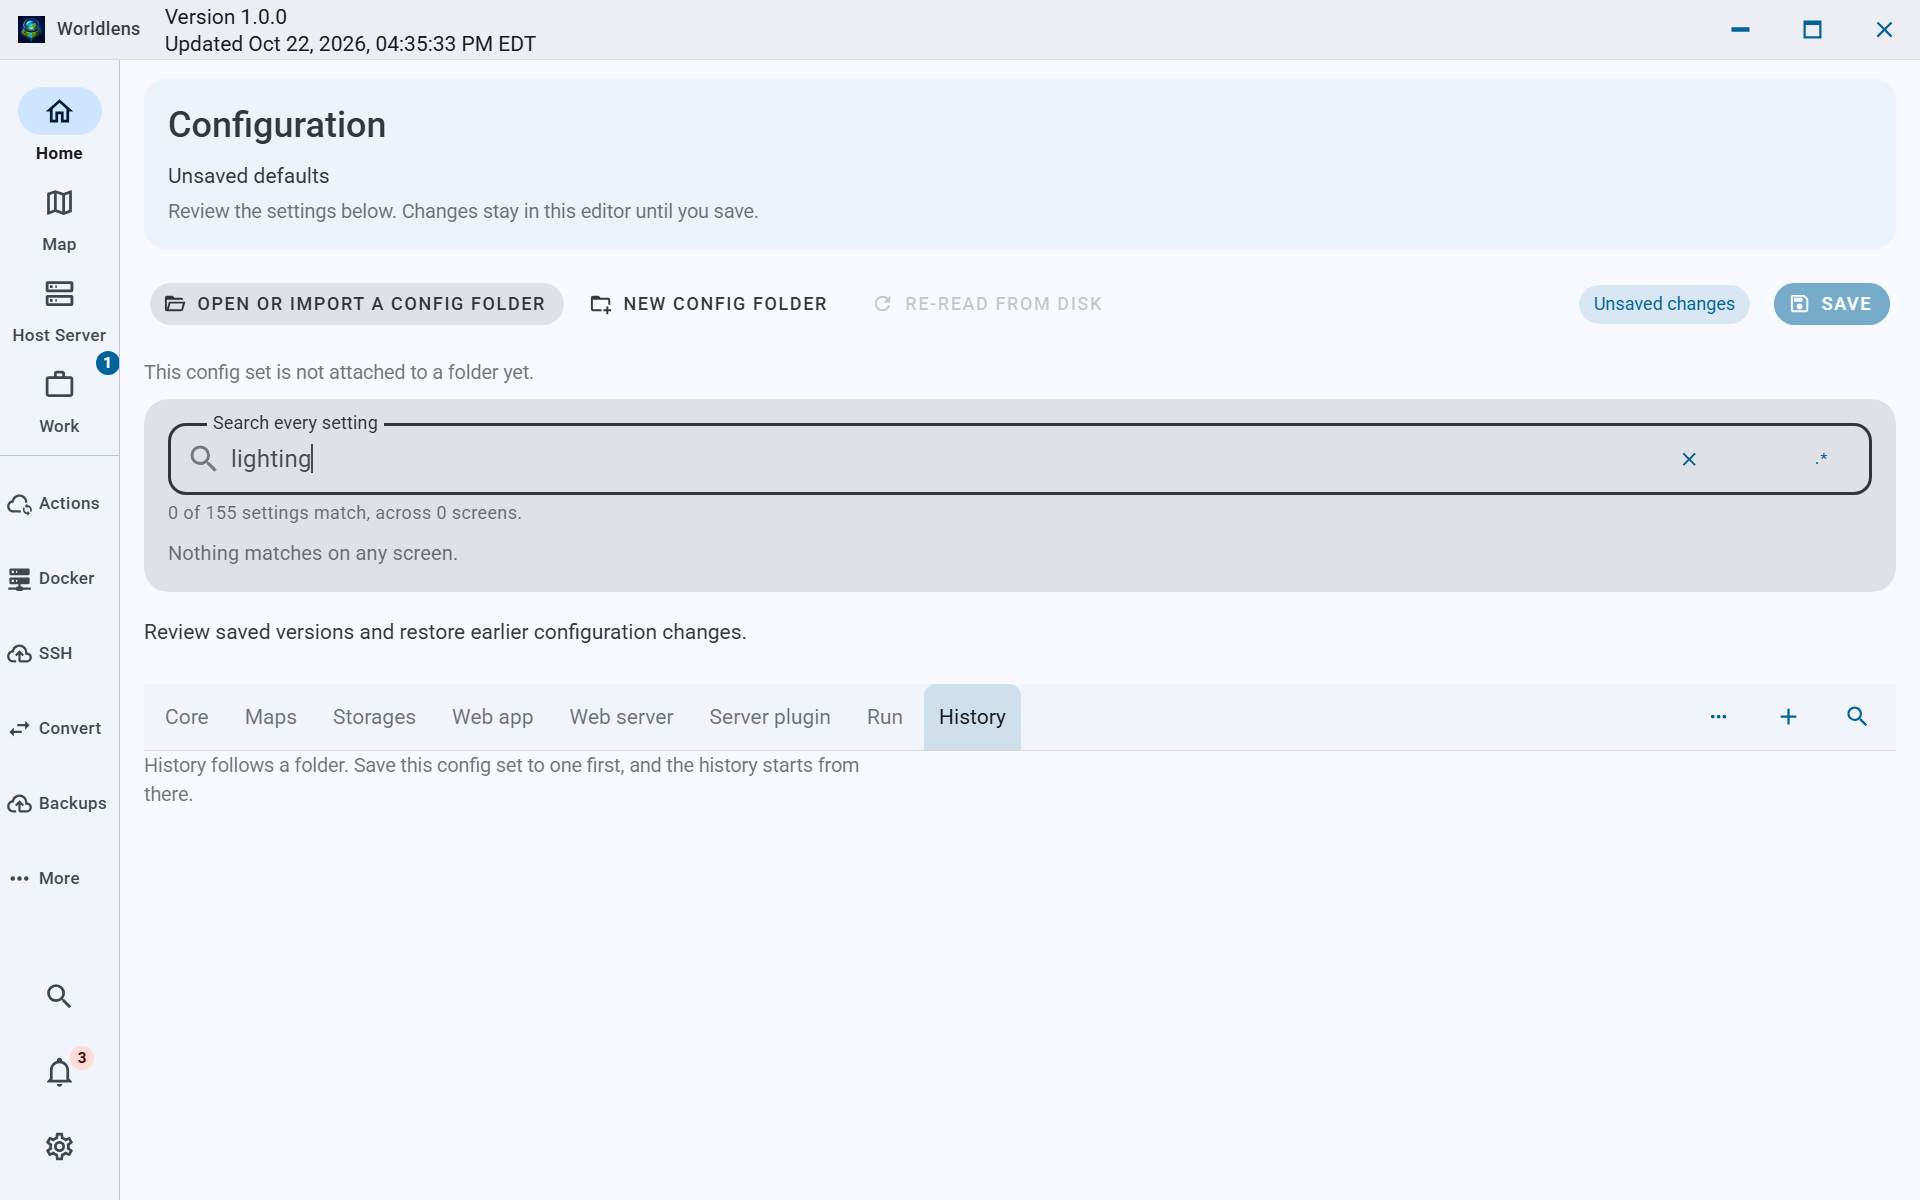 Worldlens
Version 1.0.0
Updated Oct 22, 2026, 04:35:33 PM EDT
Home
Map
Host Server
1
Work
Actions
Docker
SSH
Convert
Backups
More
3
Configuration
Unsaved defaults
Review the settings below. Changes stay in this editor until you save.
OPEN OR IMPORT A CONFIG FOLDER
NEW CONFIG FOLDER
RE-READ FROM DISK
Unsaved changes
SAVE
This config set is not attached to a folder yet.
Search every setting
lighting
.*
0 of 155 settings match, across 0 screens.
Nothing matches on any screen.
Review saved versions and restore earlier configuration changes.
Core
Maps
Storages
Web app
Web server
Server plugin
Run
History
History follows a folder. Save this config set to one first, and the history starts from
there.